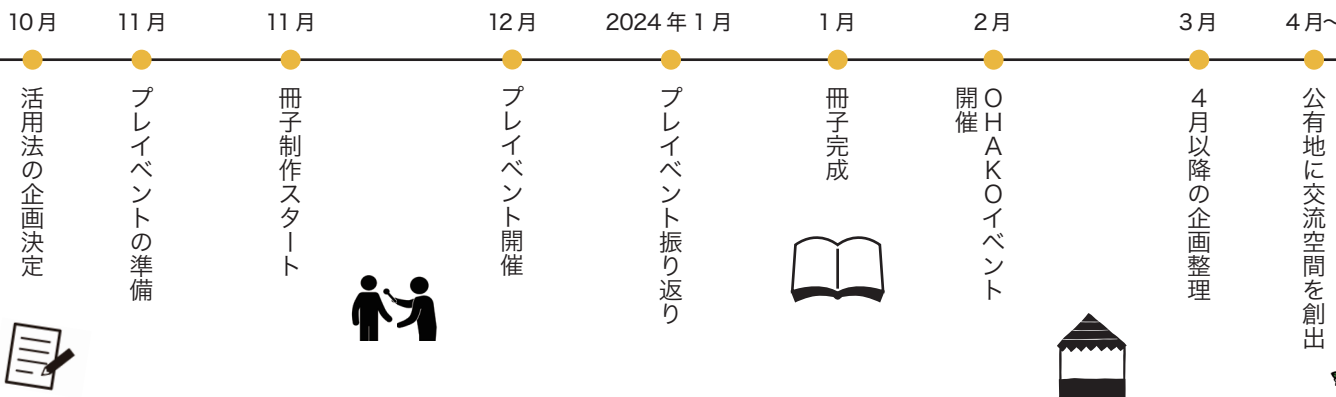 10月
11月
11月
12月
2024年1月
1月
2月
3月
4月〜
活用法の企画決定
プレイベントの準備
冊子制作スタート
プレイベント開催
プレイベント振り返り
冊子完成
OHAKOイベント
開催
4月以降の企画整理
公有地に交流空間を創出